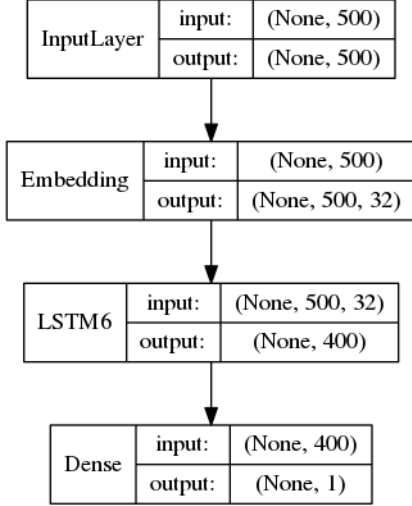 InputLayer
input: (None, 500)
output: (None, 500)
Embedding
input: (None, 500)
output: (None, 500, 32)
LSTM6
input: (None, 500, 32)
output: (None, 400)
Dense
input: (None, 400)
output: (None, 1)